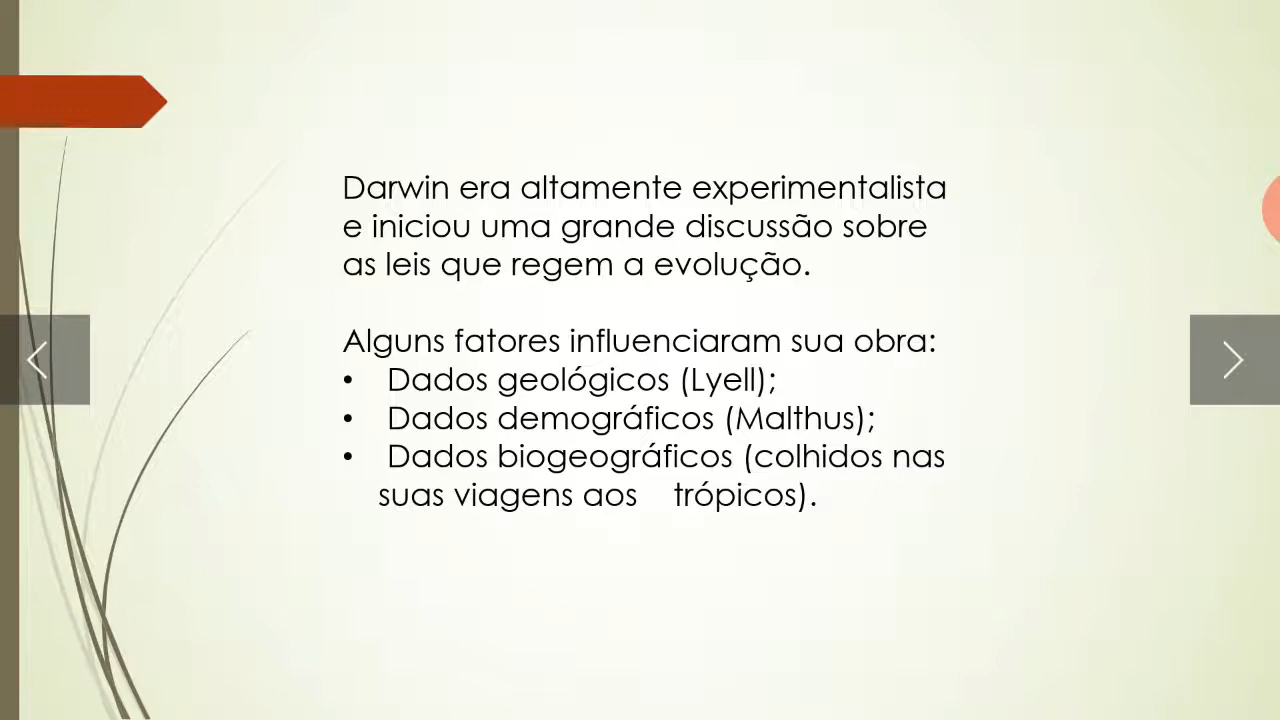 Darwin era altamente experimentalista
e iniciou uma grande discussão sobre
as leis que regem a evolução.
Alguns fatores influenciaram sua obra:
• Dados geológicos (Lyell);
• Dados demográficos (Malthus);
• Dados biogeográficos (colhidos nas
suas viagens aos trópicos).